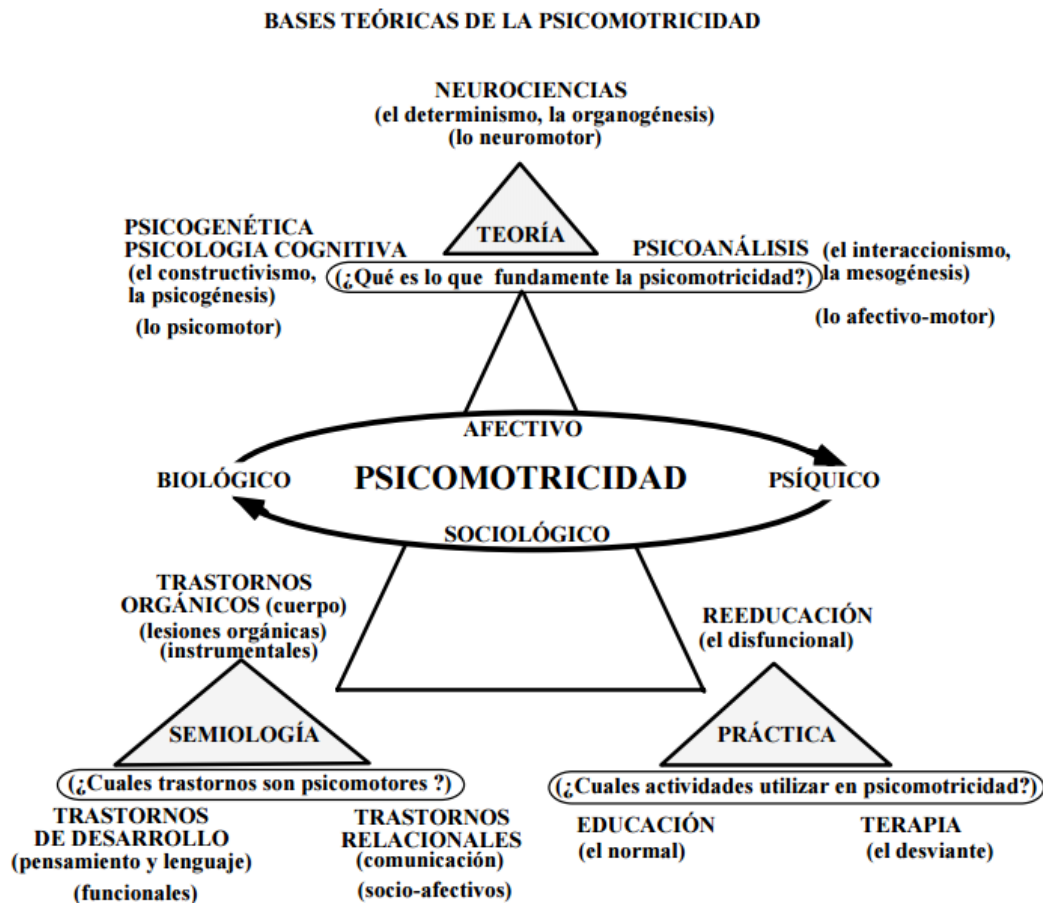 BASES TEÓRICAS DE LA PSICOMOTRICIDAD
NEUROCIENCIAS
(el determinismo, la organogénesis)
(lo neuromotor)
TEORÍA
PSICOGENÉTICA
PSICOLOGIA COGNITIVA
(el constructivismo,
la psicogénesis)
(lo psicomotor)
PSICOANÁLISIS (el interaccionismo,
la mesogénesis)
(lo afectivo-motor)
(¿Qué es lo que fundamente la psicomotricidad?)
AFECTIVO
BIOLÓGICO
PSICOMOTRICIDAD
PSÍQUICO
SOCIOLÓGICO
TRASTORNOS
ORGÁNICOS (cuerpo)
(lesiones orgánicas)
(instrumentales)
SEMIOLOGÍA
(¿Cuales trastornos son psicomotores ?)
TRASTORNOS
DE DESARROLLO
(pensamiento y lenguaje)
(funcionales)
TRASTORNOS
RELACIONALES
(comunicación)
(socio-afectivos)
REEDUCACIÓN
(el disfuncional)
PRÁCTICA
(¿Cuales actividades utilizar en psicomotricidad?)
EDUCACIÓN
(el normal)
TERAPIA
(el desviante)